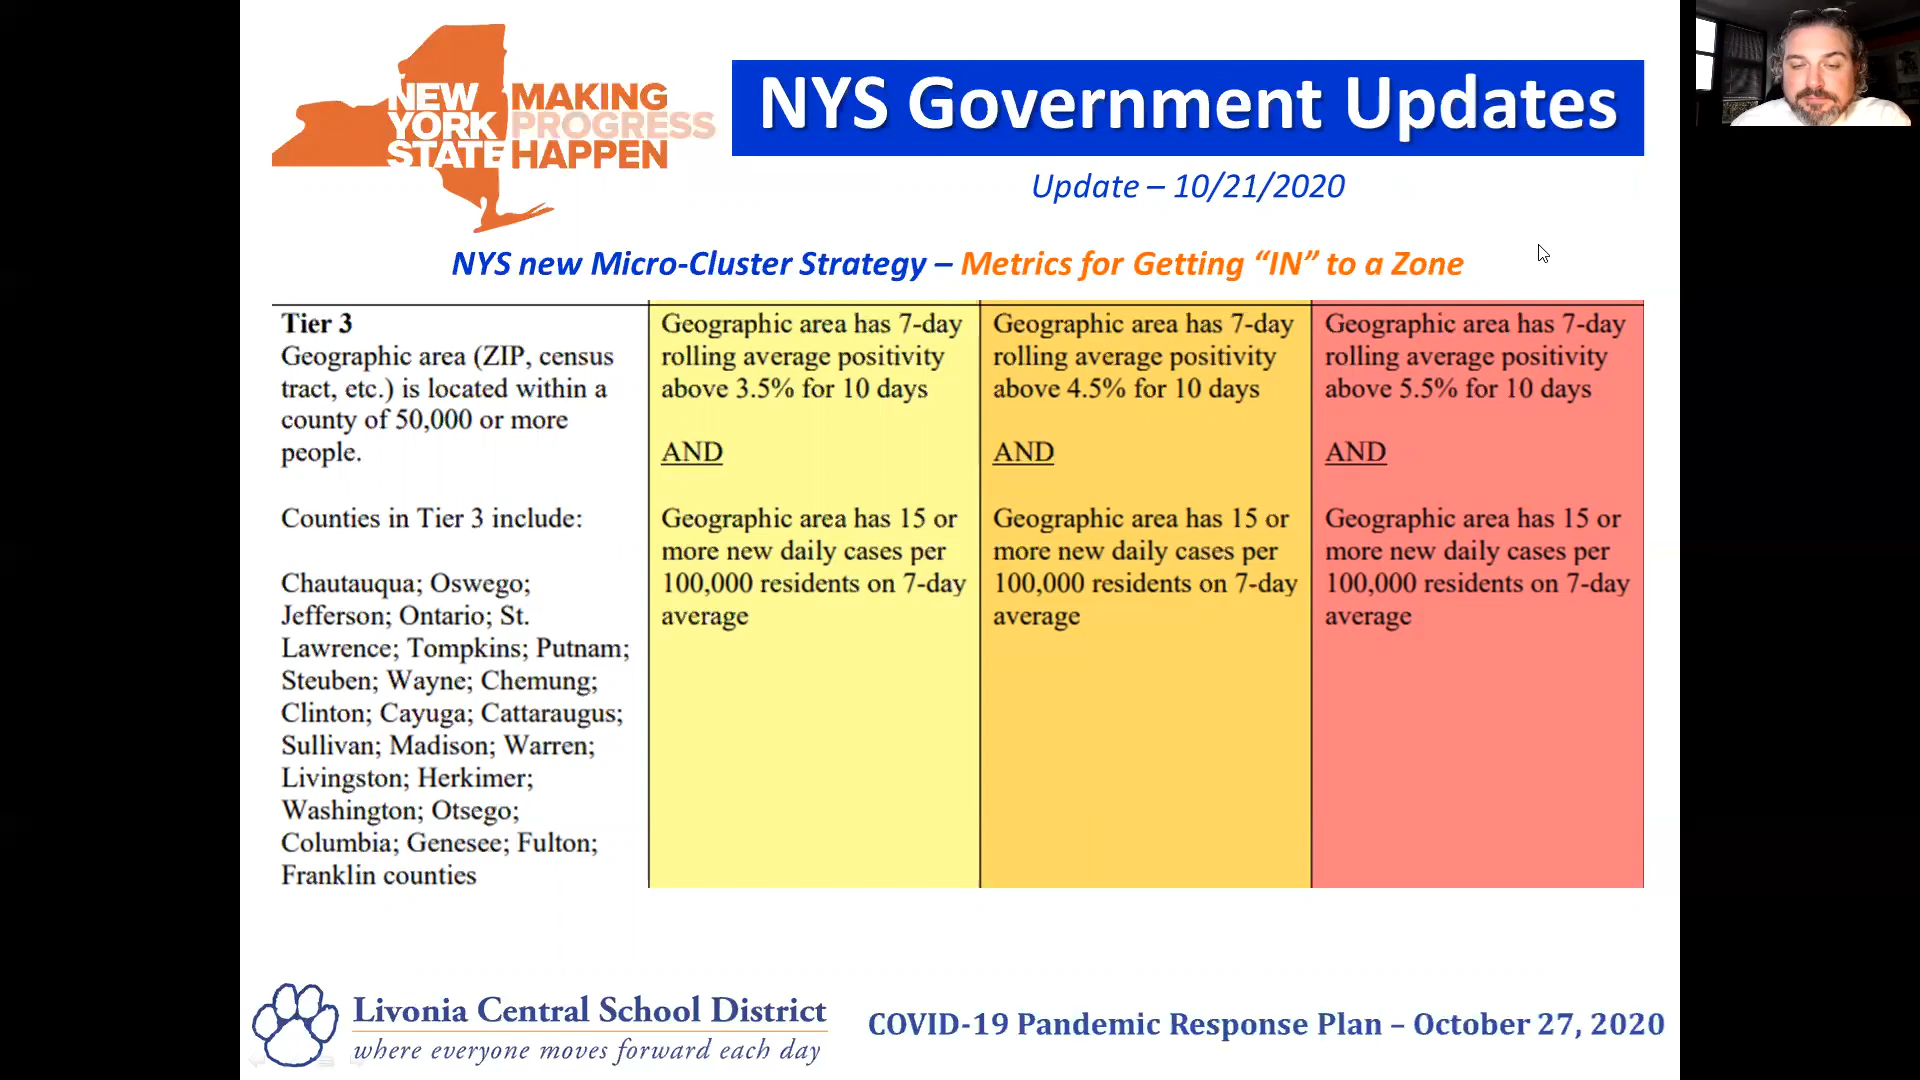 NEW
YORK
STATE
MAKING
PROGRESS
HAPPEN
NYS Government Updates
Update – 10/21/2020
NYS new Micro-Cluster Strategy – Metrics for Getting “IN” to a Zone
Tier 3
Geographic area (ZIP, census
tract, etc.) is located within a
county of 50,000 or more
people.
Counties in Tier 3 include:
Chautauqua; Oswego;
Jefferson; Ontario; St.
Lawrence; Tompkins; Putnam;
Steuben; Wayne; Chemung;
Clinton; Cayuga; Cattaraugus;
Sullivan; Madison; Warren;
Livingston; Herkimer;
Washington; Otsego;
Columbia; Genesee; Fulton;
Franklin counties
Geographic area has 7-day
rolling average positivity
above 3.5% for 10 days
AND
Geographic area has 15 or
more new daily cases per
100,000 residents on 7-day
average
Geographic area has 7-day
rolling average positivity
above 4.5% for 10 days
AND
Geographic area has 15 or
more new daily cases per
100,000 residents on 7-day
average
Geographic area has 7-day
rolling average positivity
above 5.5% for 10 days
AND
Geographic area has 15 or
more new daily cases per
100,000 residents on 7-day
average
Livonia Central School District
where everyone moves forward each day
COVID-19 Pandemic Response Plan – October 27, 2020